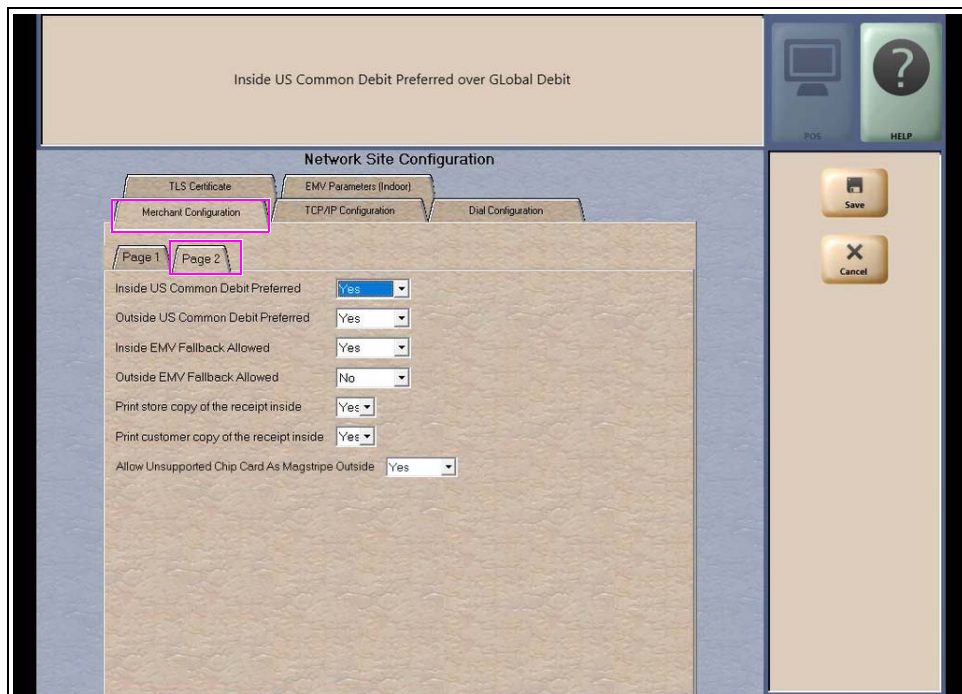 Inside US Common Debit Preferred over GLobal Debit
POS
HELP
Network Site Configuration
TLS Certificate
EMV Parameters (Indoor)
Merchant Configuration
TCP/IP Configuration
Dial Configuration
Page 1
Page 2
Inside US Common Debit Preferred Yes
Outside US Common Debit Preferred Yes
Inside EMV Fallback Allowed Yes
Outside EMV Fallback Allowed No
Print store copy of the receipt inside Yes
Print customer copy of the receipt inside Yes
Allow Unsupported Chip Card As Magstripe Outside Yes
Save
Cancel